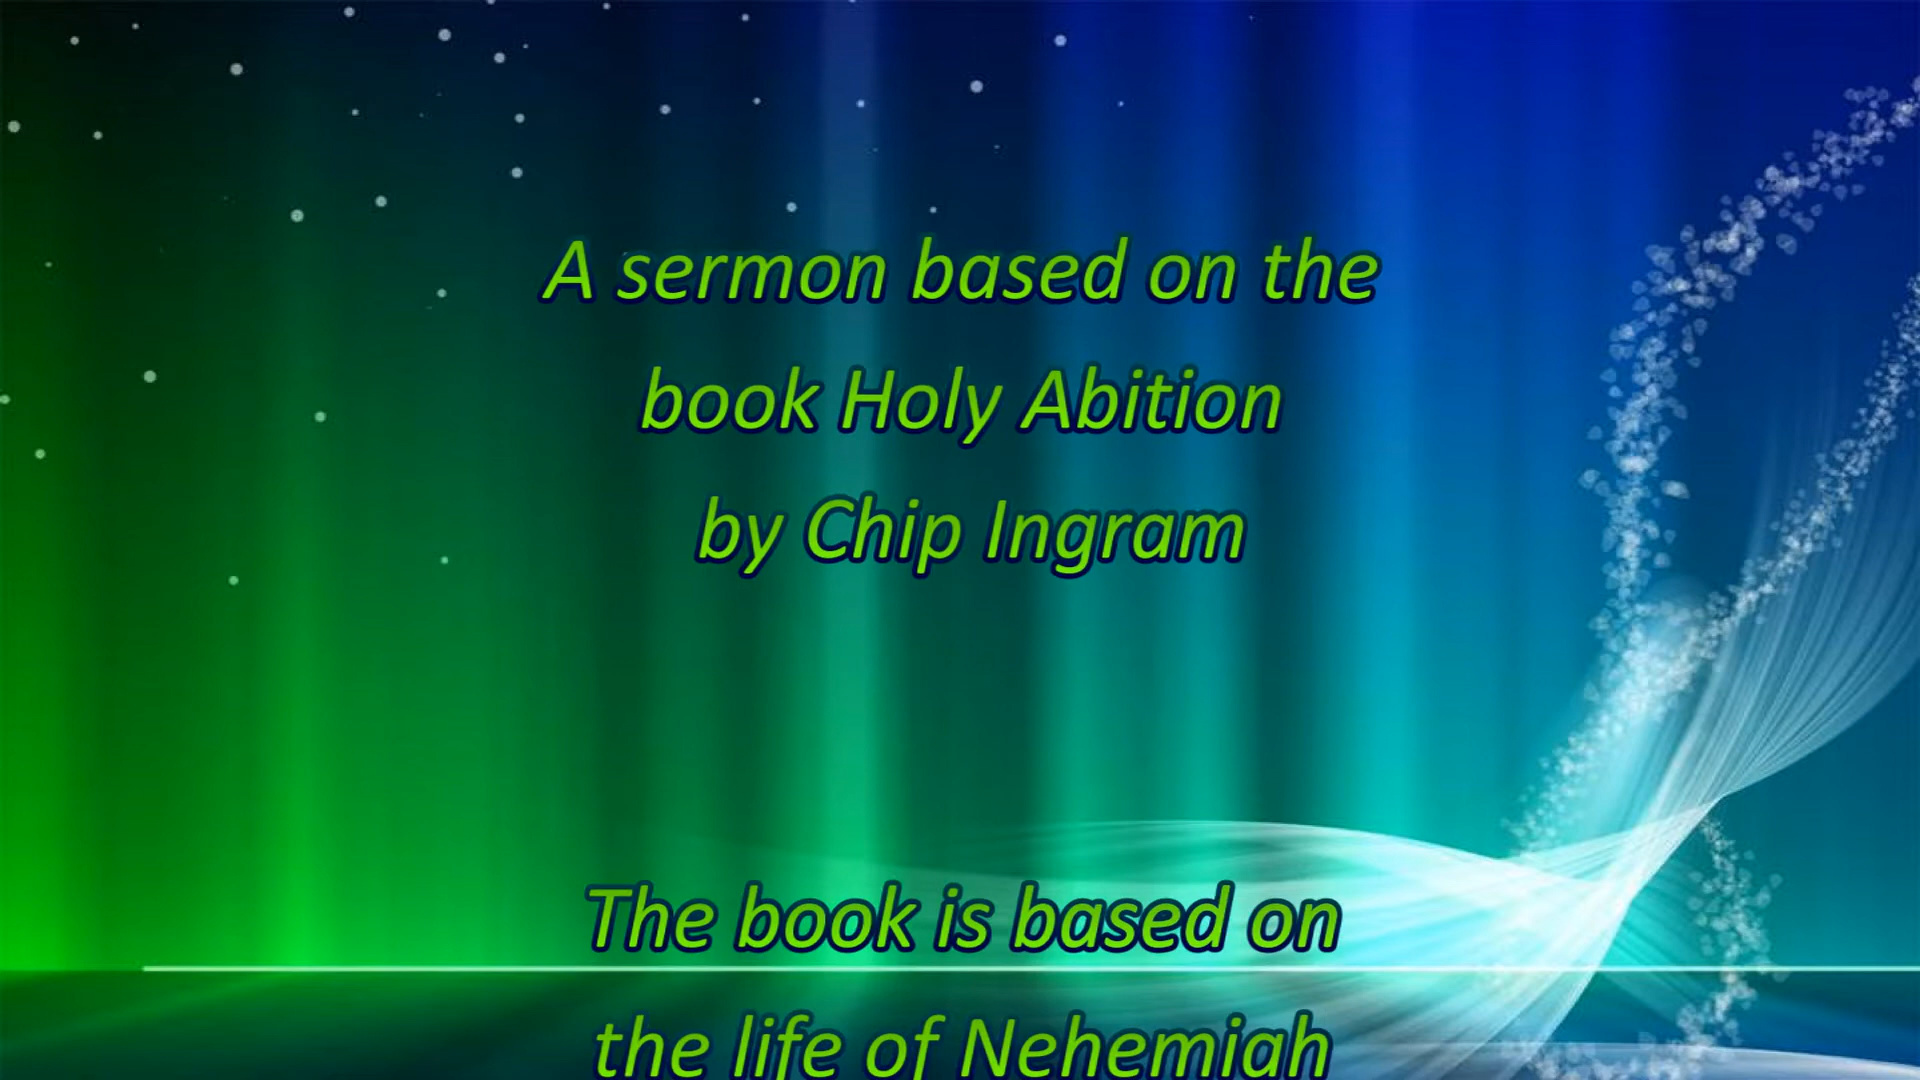 A sermon based on the
book Holy Abition
by Chip Ingram
The book is based on
the life of Nehemiah